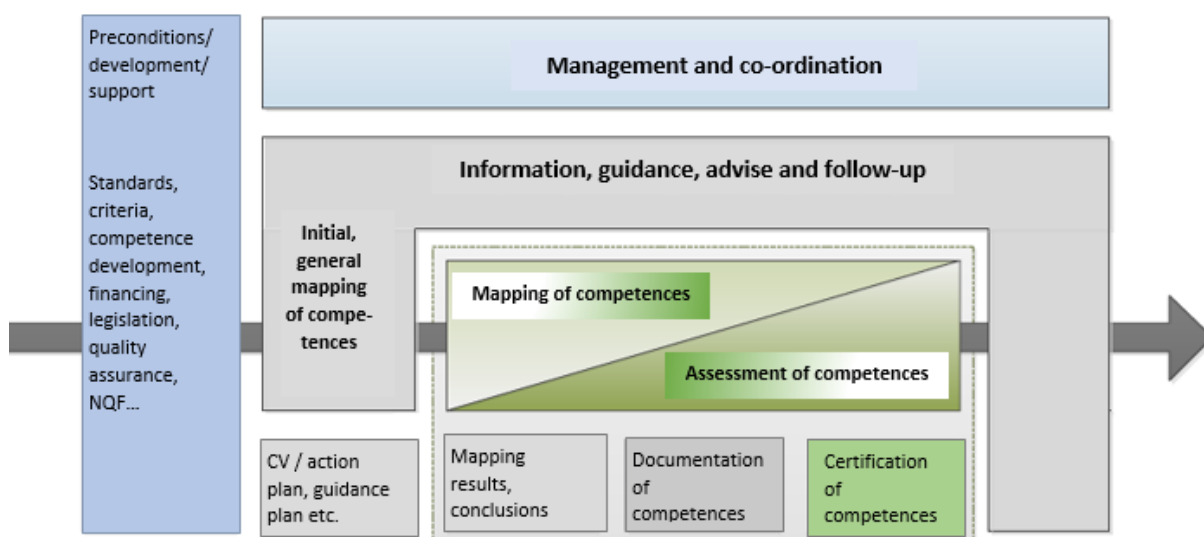 Preconditions/
development/
support
Standards,
criteria,
competence
development,
financing,
legislation,
quality
assurance,
NQF...
Management and co-ordination
Information, guidance, advise and follow-up
Initial,
general
mapping
of compe-
tences
Mapping of competences
Assessment of competences
CV / action
plan, guidance
plan etc.
Mapping
results,
conclusions
Documentation
of
competences
Certification
of
competences